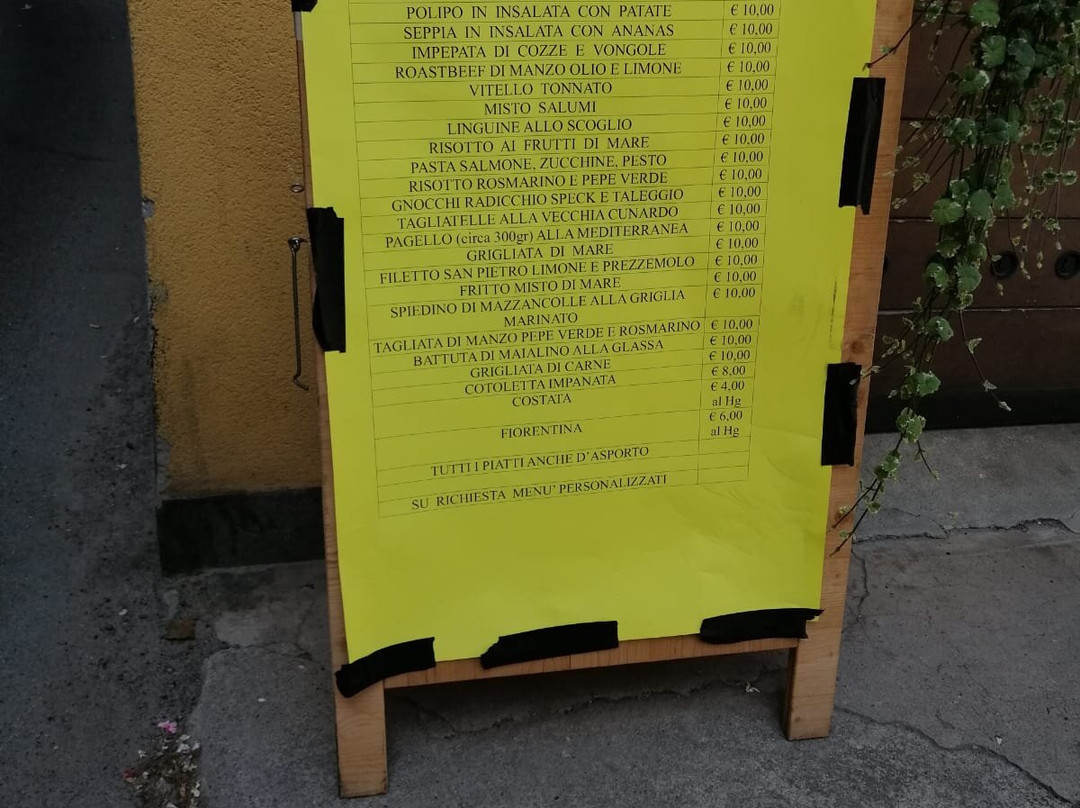 POLIPO IN INSALATA CON PATATE € 10,00
SEPPIA IN INSALATA CON ANANAS € 10,00
IMPEPATA DI COZZE E VONGOLE € 10,00
ROASTBEEF DI MANZO OLIO E LIMONE € 10,00
VITELLO TONNATO € 10,00
MISTO SALUMI € 10,00
LINGUINE ALLO SCOGLIO € 10,00
RISOTTO AI FRUTTI DI MARE € 10,00
PASTA SALMONE, ZUCCHINE, PESTO € 10,00
RISOTTO ROSMARINO E PEPE VERDE € 10,00
GNOCCHI RADICCHIO SPECK E TALEGGIO € 10,00
TAGLIATELLE ALLA VECCHIA CUNARDO € 10,00
PAGELLO (circa 300gr) ALLA MEDITERRANEA € 10,00
GRIGLIATA DI MARE € 10,00
FILETTO SAN PIETRO LIMONE E PREZZEMOLO € 10,00
FRITTO MISTO DI MARE € 10,00
SPIEDINO DI MAZZANCOLLE ALLA GRIGLIA € 10,00
MARINATO
TAGLIATA DI MANZO PEPE VERDE E ROSMARINO € 10,00
BATTUTA DI MAIALINO ALLA GLASSA € 10,00
GRIGLIATA DI CARNE € 10,00
COTOLETTA IMPANATA € 8,00
COSTATA € 4,00
al Hg
FIORENTINA € 6,00
al Hg
TUTTI I PIATTI ANCHE D'ASPORTO
SU RICHIESTA MENU' PERSONALIZZATI